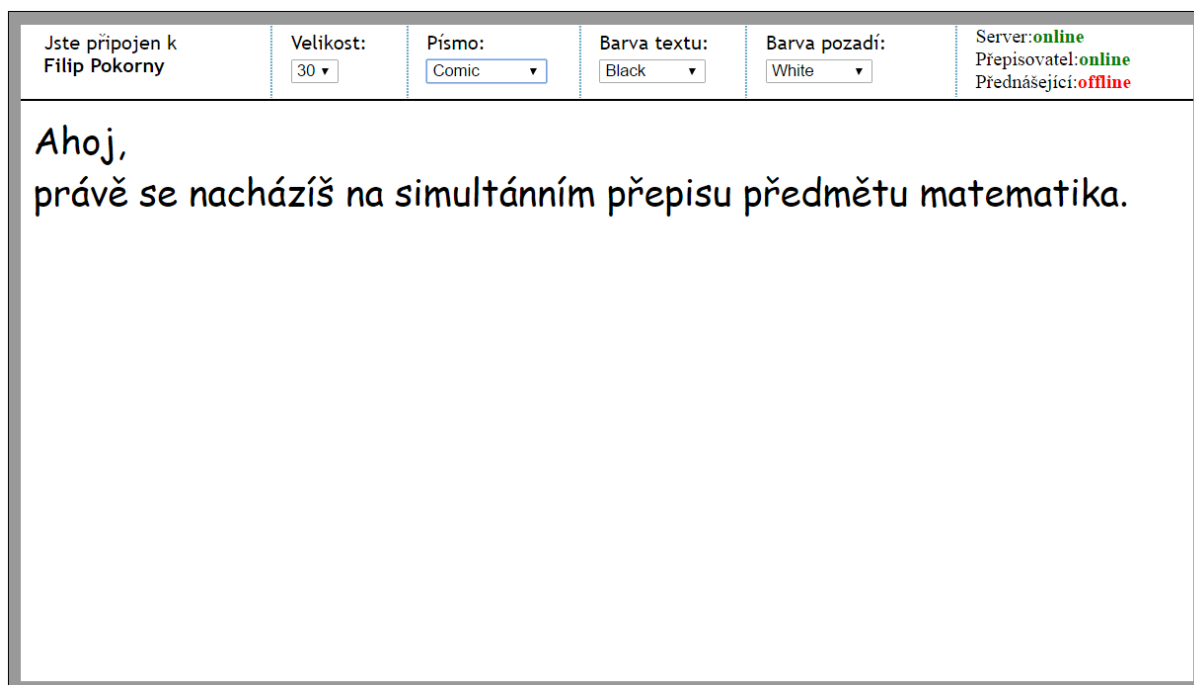 Jste připojen k
Filip Pokorny
Velikost:
30
Písmo:
Comic
Barva textu:
Black
Barva pozadí:
White
Server:online
Přepisovatel:online
Přednášející:offline
Ahoj,
právě se nacházíš na simultánním přepisu předmětu matematika.